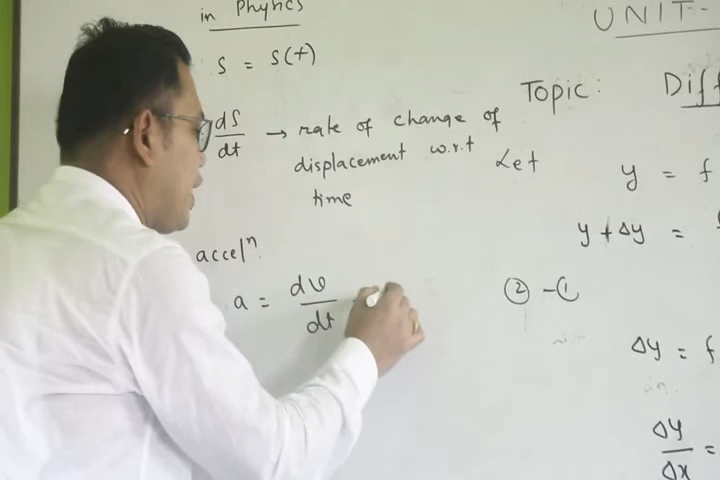 in Physics
s = s(t)
ds/dt → rate of change of
displacement w.r.t
time
accelⁿ.
a = dv/dt
UNIT-
Topic: Diff
Let
y = f
y + Δy =
② - ①
Δy = f
Δy/Δx =